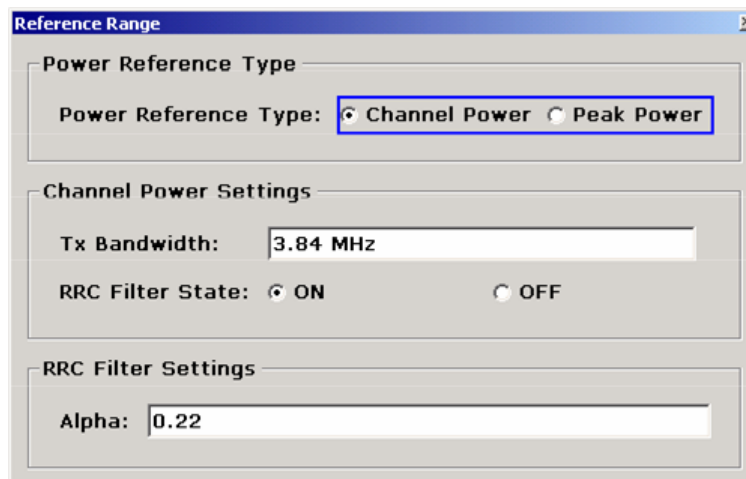 Reference Range
Power Reference Type
Power Reference Type: Channel Power Peak Power
Channel Power Settings
Tx Bandwidth: 3.84 MHz
RRC Filter State: ON OFF
RRC Filter Settings
Alpha: 0.22